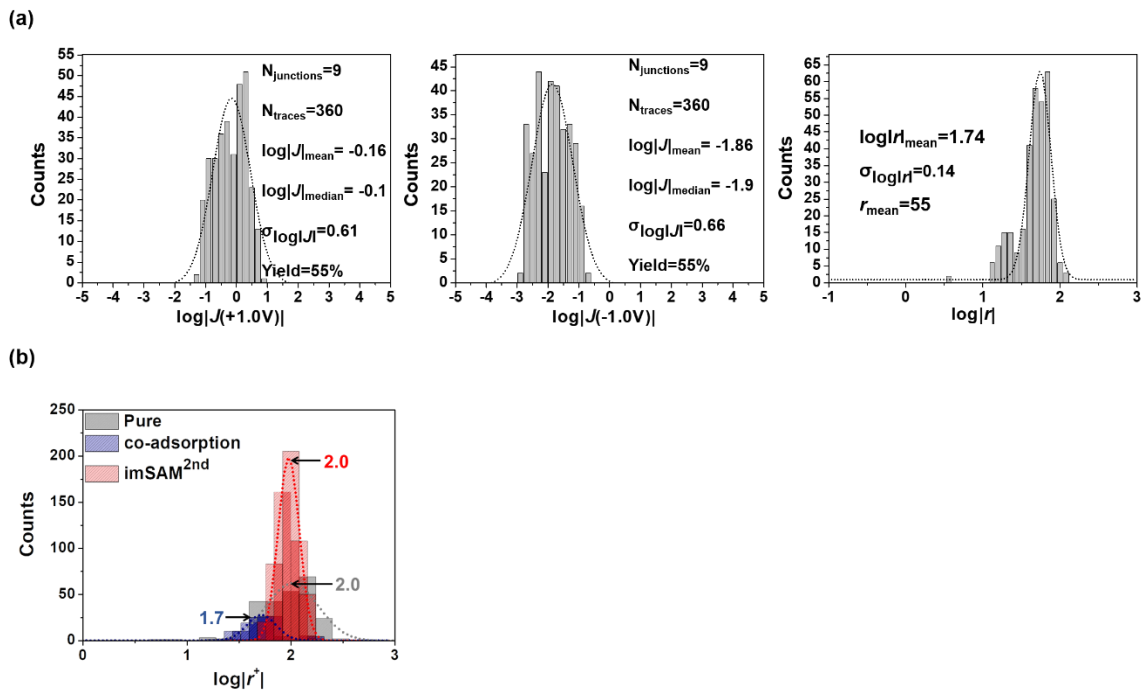 (a)
55
50
45
40
35
30
25
20
15
10
5
0
Counts
-5 -4 -3 -2 -1 0 1 2 3 4 5
log|J(+1.0V)|
N_junctions=9
N_traces=360
log|J|_mean= -0.16
log|J|_median= -0.1
σ_log|J|=0.61
Yield=55%
45
40
35
30
25
20
15
10
5
0
Counts
-5 -4 -3 -2 -1 0 1 2 3 4 5
log|J(-1.0V)|
N_junctions=9
N_traces=360
log|J|_mean= -1.86
log|J|_median= -1.9
σ_log|J|=0.66
Yield=55%
65
60
55
50
45
40
35
30
25
20
15
10
5
0
Counts
-1 0 1 2 3
log|r|
log|r|_mean=1.74
σ_log|r|=0.14
r_mean=55
(b)
250
200
150
100
50
0
Counts
0 1 2 3
log|r⁺|
Pure
co-adsorption
imSAM^2nd
2.0
2.0
1.7